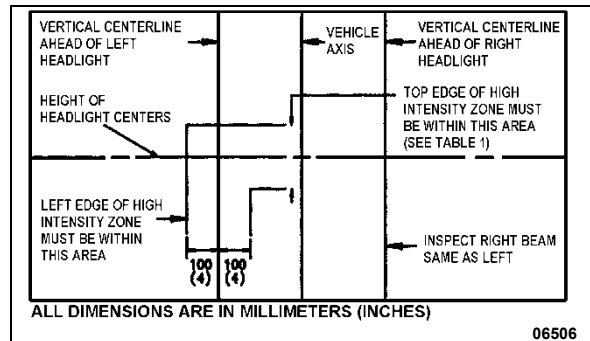 VERTICAL CENTERLINE
AHEAD OF LEFT
HEADLIGHT
VEHICLE
AXIS
VERTICAL CENTERLINE
AHEAD OF RIGHT
HEADLIGHT
HEIGHT OF
HEADLIGHT CENTERS
TOP EDGE OF HIGH
INTENSITY ZONE MUST
BE WITHIN THIS AREA
(SEE TABLE 1)
LEFT EDGE OF HIGH
INTENSITY ZONE
MUST BE WITHIN
THIS AREA
100
(4)
100
(4)
INSPECT RIGHT BEAM
SAME AS LEFT
ALL DIMENSIONS ARE IN MILLIMETERS (INCHES)
06506